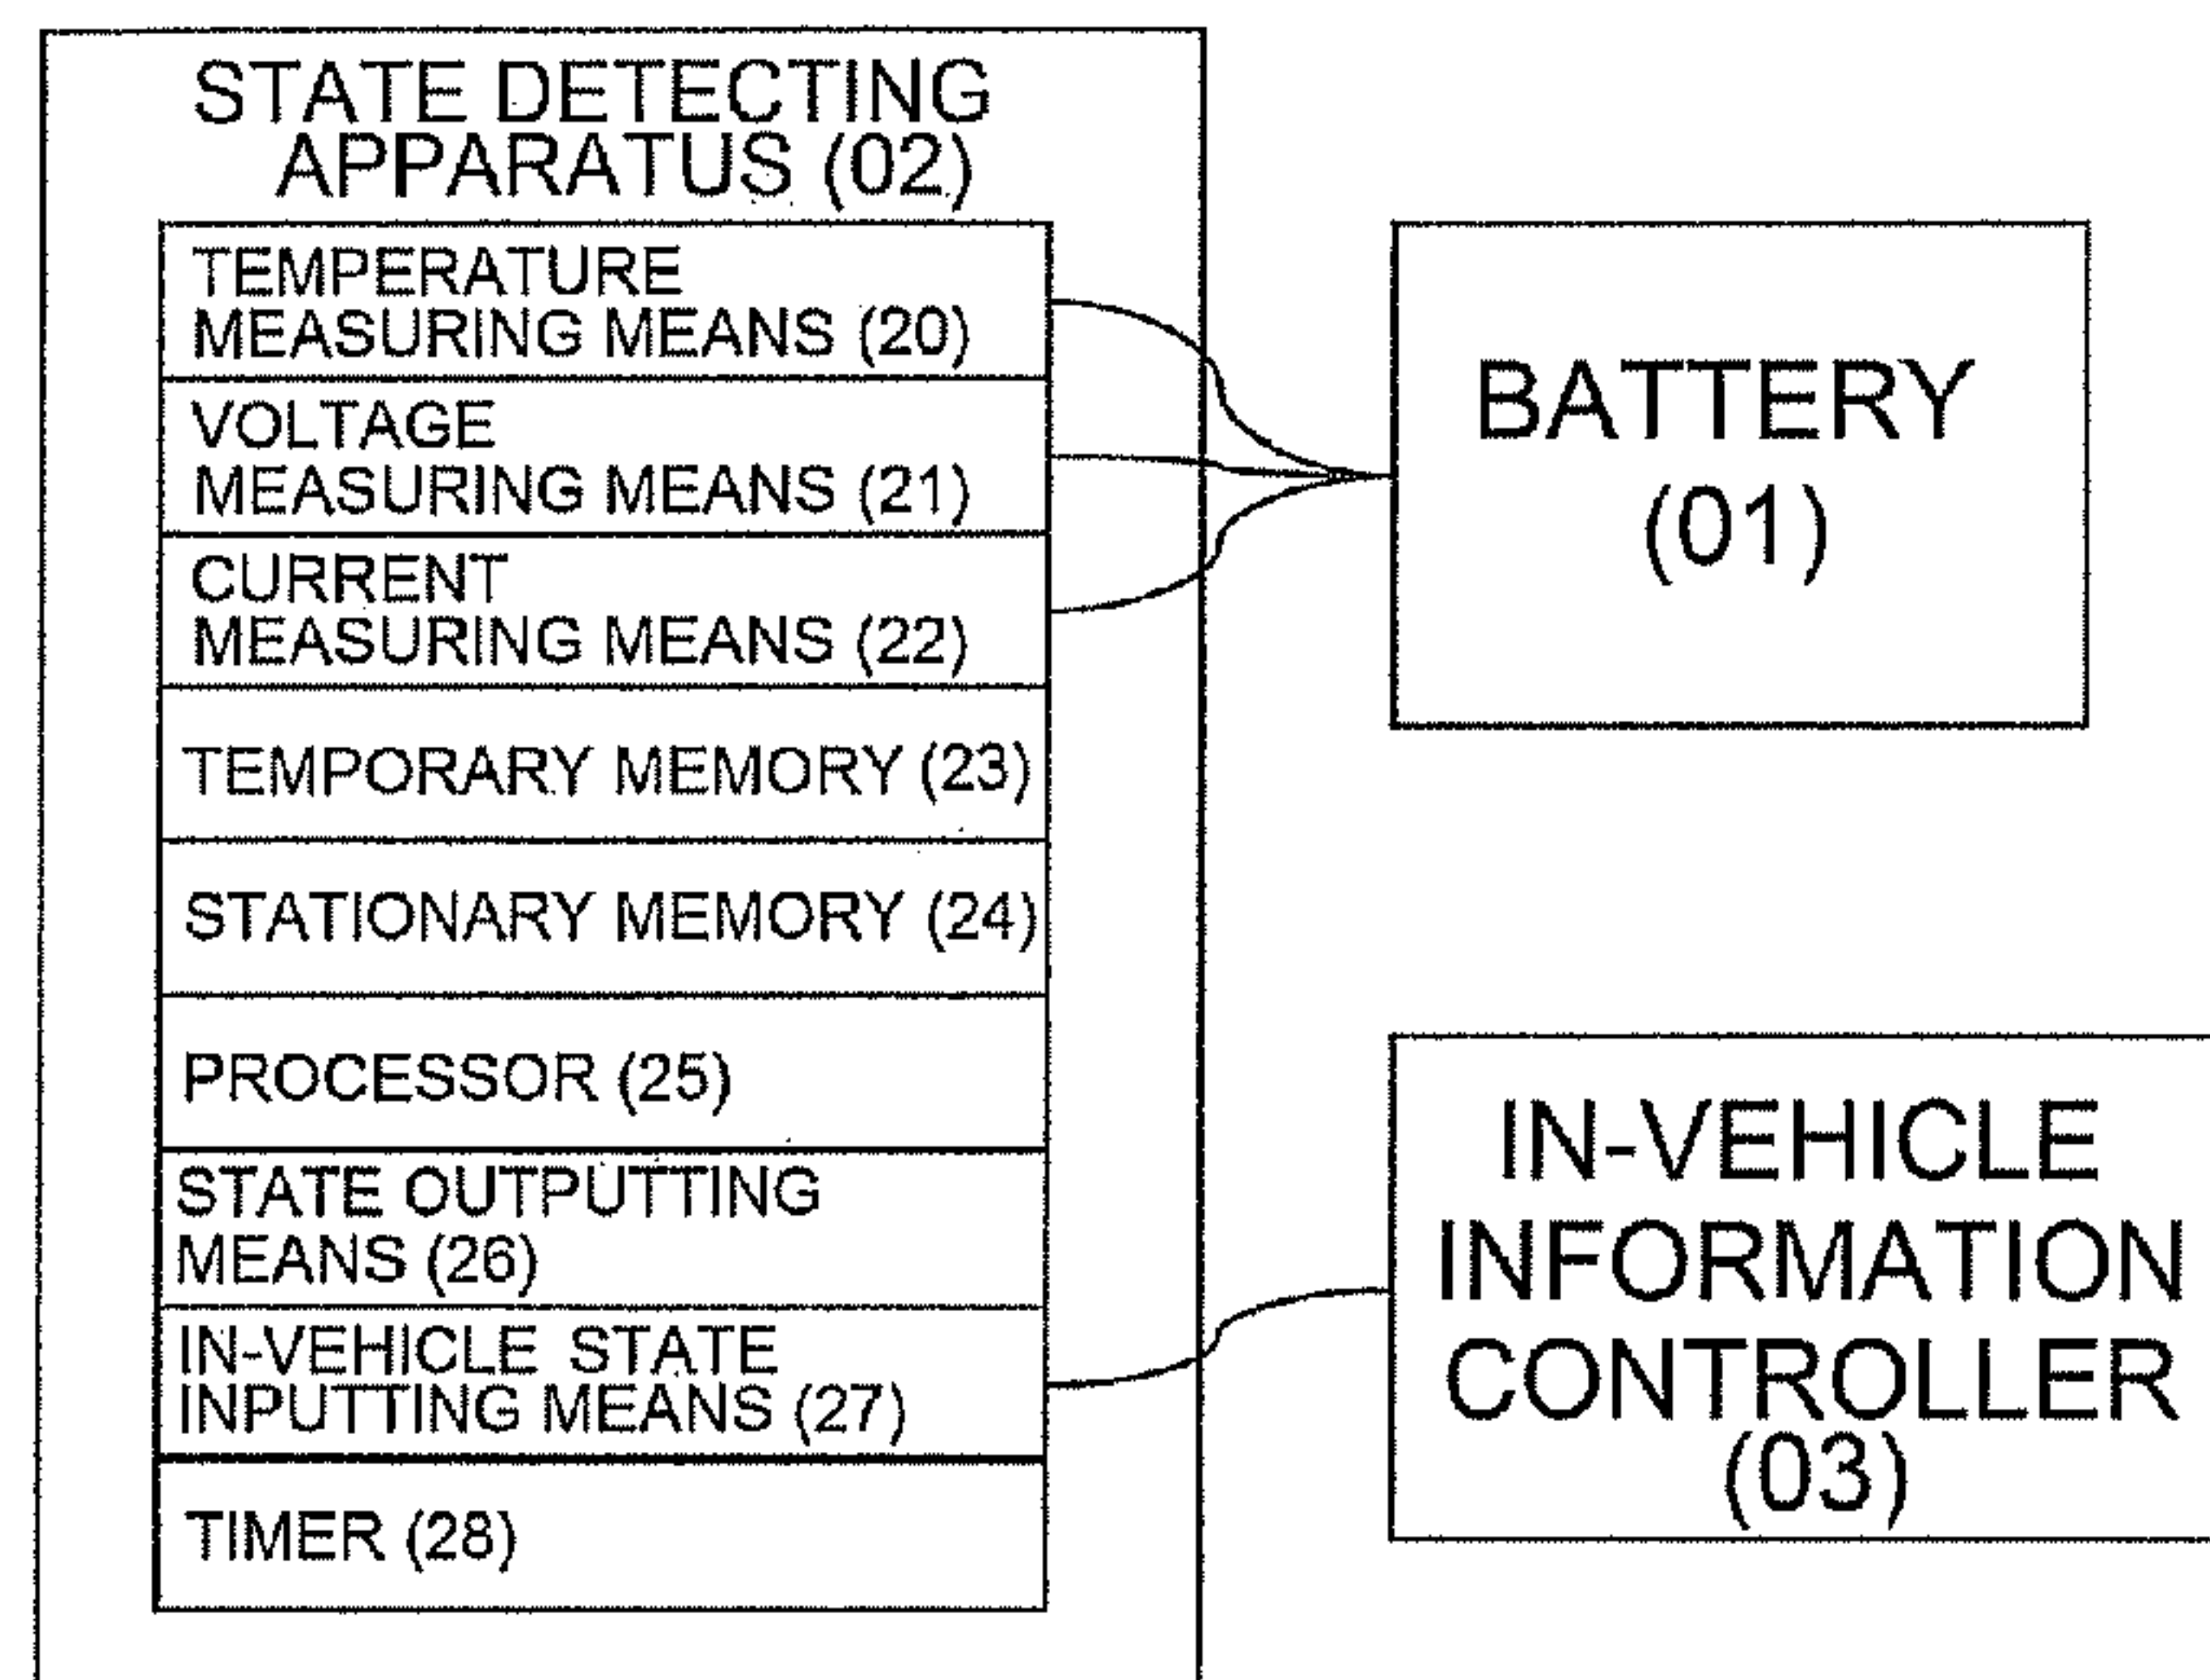 STATE DETECTING
APPARATUS (02)
TEMPERATURE
MEASURING MEANS (20)
VOLTAGE
MEASURING MEANS (21)
CURRENT
MEASURING MEANS (22)
TEMPORARY MEMORY (23)
STATIONARY MEMORY (24)
PROCESSOR (25)
STATE OUTPUTTING
MEANS (26)
IN-VEHICLE STATE
INPUTTING MEANS (27)
TIMER (28)
BATTERY
(01)
IN-VEHICLE
INFORMATION
CONTROLLER
(03)